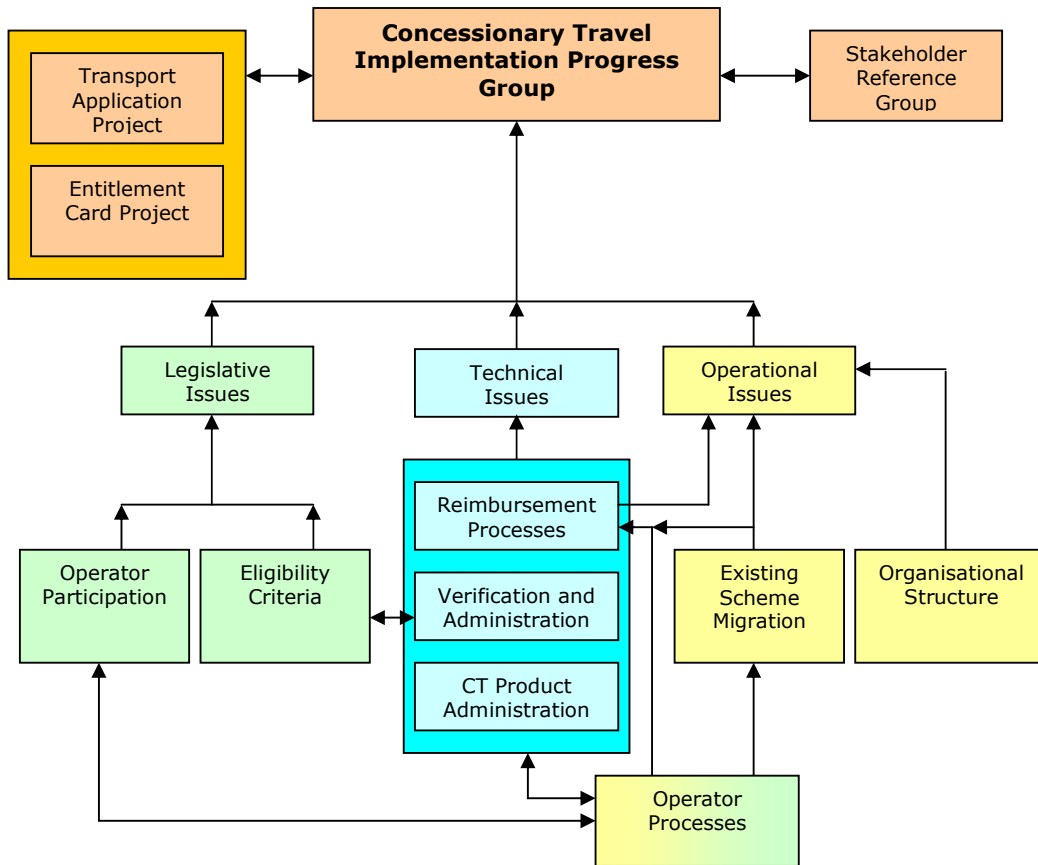 Concessionary Travel
Implementation Progress
Group
Transport
Application
Project
Entitlement
Card Project
Stakeholder
Reference
Group
Legislative
Issues
Technical
Issues
Operational
Issues
Reimbursement
Processes
Operator
Participation
Eligibility
Criteria
Verification and
Administration
Existing
Scheme
Migration
Organisational
Structure
CT Product
Administration
Operator
Processes